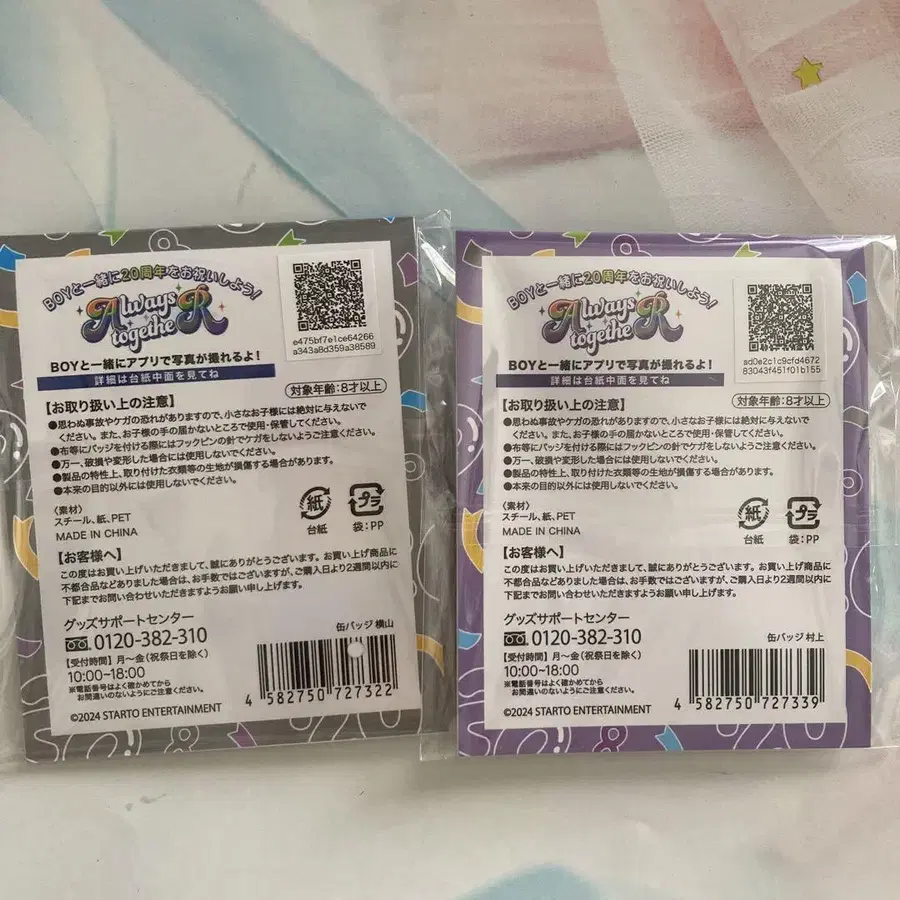 BOYと一緒に20周年をお祝いしよう!
Always
togetheR
BOYと一緒にアプリで写真が撮れるよ!
詳細は台紙中面を見てね
e475bf7e1ce64266
a343a8d359a38589
対象年齢:8才以上
【お取り扱い上の注意】
●思わぬ事故やケガの恐れがありますので、小さなお子様には絶対に与えないで
ください。また、お子様の手の届かないところで使用・保管してください。
●布等にバッジを付ける際にはフックピンの針でケガをしないようご注意ください。
●万一、破損や変形した場合には使用しないでください。
●製品の特性上、取り付けた衣類等の生地が損傷する場合があります。
●本来の目的以外には使用しないでください。
〈素材〉
スチール、紙、PET
MADE IN CHINA
紙
台紙
プラ
袋:PP
【お客様へ】
この度はお買い上げいただきまして、誠にありがとうございます。お買い上げ商品に
不都合品などありました場合は、お手数ではございますが、ご購入日より2週間以内に
下記までお問い合わせいただきますようお願い申し上げます。
グッズサポートセンター
0120-382-310
【受付時間】月〜金(祝祭日を除く)
10:00~18:00
※電話番号はよく確かめてから
お間違いのないようにご注意ください。
©2024 STARTO ENTERTAINMENT
缶バッジ 横山
4 582750 727322
BOYと一緒に20周年をお祝いしよう!
Always
togetheR
BOYと一緒にアプリで写真が撮れるよ!
詳細は台紙中面を見てね
ad0e2c1c9cfd4672
83043f451f01b155
対象年齢:8才以上
【お取り扱い上の注意】
●思わぬ事故やケガの恐れがありますので、小さなお子様には絶対に与えないで
ください。また、お子様の手の届かないところで使用・保管してください。
●布等にバッジを付ける際にはフックピンの針でケガをしないようご注意ください。
●万一、破損や変形した場合には使用しないでください。
●製品の特性上、取り付けた衣類等の生地が損傷する場合があります。
●本来の目的以外には使用しないでください。
〈素材〉
スチール、紙、PET
MADE IN CHINA
紙
台紙
プラ
袋:PP
【お客様へ】
この度はお買い上げいただきまして、誠にありがとうございます。お買い上げ商品に
不都合品などありました場合は、お手数ではございますが、ご購入日より2週間以内に
下記までお問い合わせいただきますようお願い申し上げます。
グッズサポートセンター
0120-382-310
【受付時間】月〜金(祝祭日を除く)
10:00~18:00
※電話番号はよく確かめてから
お間違いのないようにご注意ください。
©2024 STARTO ENTERTAINMENT
缶バッジ 村上
4 582750 727339